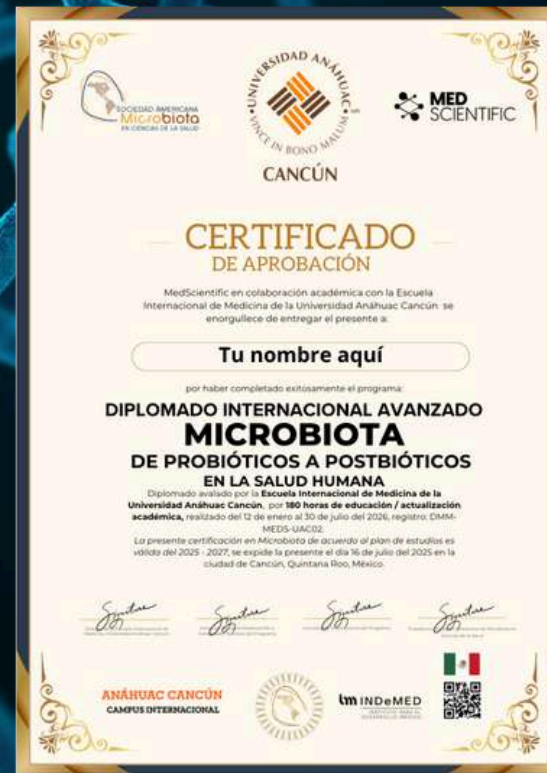 SOCIEDAD AMERICANA
Microbiota
EN CIENCIAS DE LA SALUD
UNIVERSIDAD ANÁHUAC
VINCE IN BONO MALUM
CANCÚN
MED
SCIENTIFIC
CERTIFICADO
DE APROBACIÓN
MedScientific en colaboración académica con la Escuela
Internacional de Medicina de la Universidad Anáhuac Cancún se
enorgullece de entregar el presente a:
Tu nombre aquí
por haber completado exitosamente el programa:
DIPLOMADO INTERNACIONAL AVANZADO
MICROBIOTA
DE PROBIÓTICOS A POSTBIÓTICOS
EN LA SALUD HUMANA
Diplomado avalado por la Escuela Internacional de Medicina de la
Universidad Anáhuac Cancún, por 180 horas de educación / actualización
académica, realizado del 12 de enero al 30 de julio del 2026, registro: DMM-
MEDS-UAC02.
La presente certificación en Microbiota de acuerdo al plan de estudios es
válida del 2025 - 2027, se expide la presente el día 16 de julio del 2025 en la
ciudad de Cancún, Quintana Roo, México.
Signature Signature Signature Signature
ANÁHUAC CANCÚN
CAMPUS INTERNACIONAL
im INDeMED